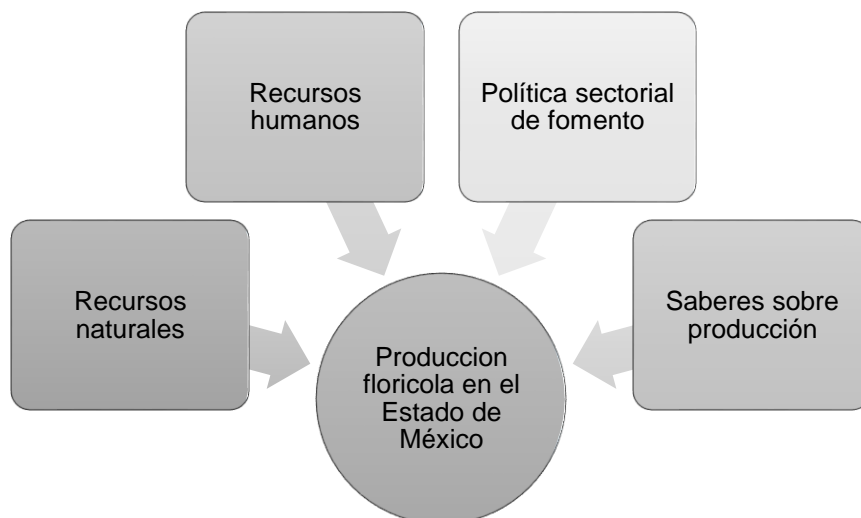 Recursos
humanos
Política sectorial
de fomento
Recursos
naturales
Saberes sobre
producción
Produccion
floricola en el
Estado de
México